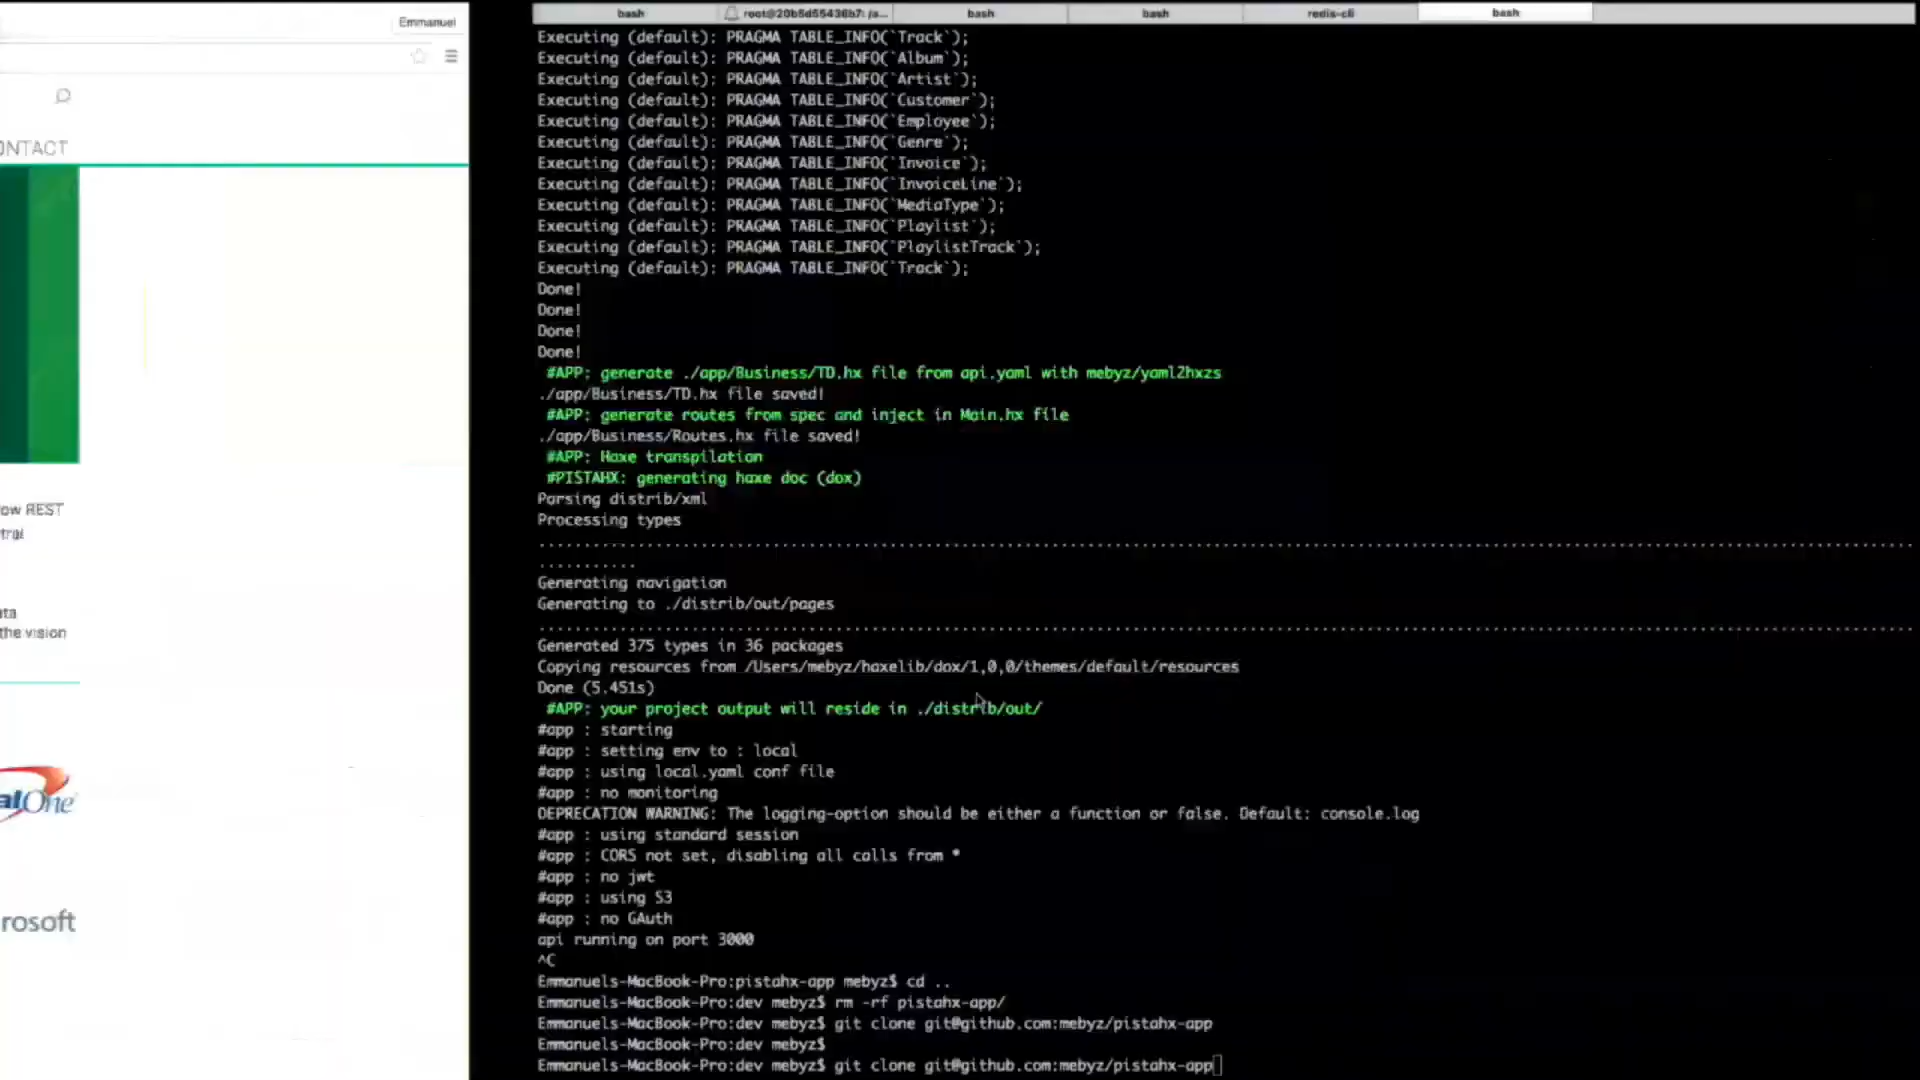 Emmanuel
ONTACT
ow REST
tral
ata
the vision
alOne
rosoft
bash
root@20b5d55436b7: /a...
bash
bash
redis-cli
bash
Executing (default): PRAGMA TABLE_INFO(`Track`);
Executing (default): PRAGMA TABLE_INFO(`Album`);
Executing (default): PRAGMA TABLE_INFO(`Artist`);
Executing (default): PRAGMA TABLE_INFO(`Customer`);
Executing (default): PRAGMA TABLE_INFO(`Employee`);
Executing (default): PRAGMA TABLE_INFO(`Genre`);
Executing (default): PRAGMA TABLE_INFO(`Invoice`);
Executing (default): PRAGMA TABLE_INFO(`InvoiceLine`);
Executing (default): PRAGMA TABLE_INFO(`MediaType`);
Executing (default): PRAGMA TABLE_INFO(`Playlist`);
Executing (default): PRAGMA TABLE_INFO(`PlaylistTrack`);
Executing (default): PRAGMA TABLE_INFO(`Track`);
Done!
Done!
Done!
Done!
#APP: generate ./app/Business/TD.hx file from api.yaml with mebyz/yaml2hxzs
./app/Business/TD.hx file saved!
#APP: generate routes from spec and inject in Main.hx file
./app/Business/Routes.hx file saved!
#APP: Haxe transpilation
#PISTAHX: generating haxe doc (dox)
Parsing distrib/xml
Processing types
Generating navigation
Generating to ./distrib/out/pages
Generated 375 types in 36 packages
Copying resources from /Users/mebyz/haxelib/dox/1,0,0/themes/default/resources
Done (5.451s)
#APP: your project output will reside in ./distrib/out/
#app : starting
#app : setting env to : local
#app : using local.yaml conf file
#app : no monitoring
DEPRECATION WARNING: The logging-option should be either a function or false. Default: console.log
#app : using standard session
#app : CORS not set, disabling all calls from *
#app : no jwt
#app : using S3
#app : no GAuth
api running on port 3000
^C
Emmanuels-MacBook-Pro:pistahx-app mebyz$ cd ..
Emmanuels-MacBook-Pro:dev mebyz$ rm -rf pistahx-app/
Emmanuels-MacBook-Pro:dev mebyz$ git clone git@github.com:mebyz/pistahx-app
Emmanuels-MacBook-Pro:dev mebyz$
Emmanuels-MacBook-Pro:dev mebyz$ git clone git@github.com:mebyz/pistahx-app